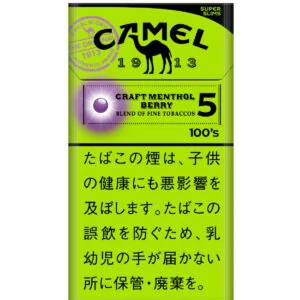 SUPER
SLIMS
CAMEL
1913
CRAFT MENTHOL
BERRY
5
BLEND OF FINE TOBACCOS
100's
たばこの煙は、子供
の健康にも悪影響を
及ぼします。たばこの
誤飲を防ぐため、乳
幼児の手が届かない
所に保管・廃棄を。